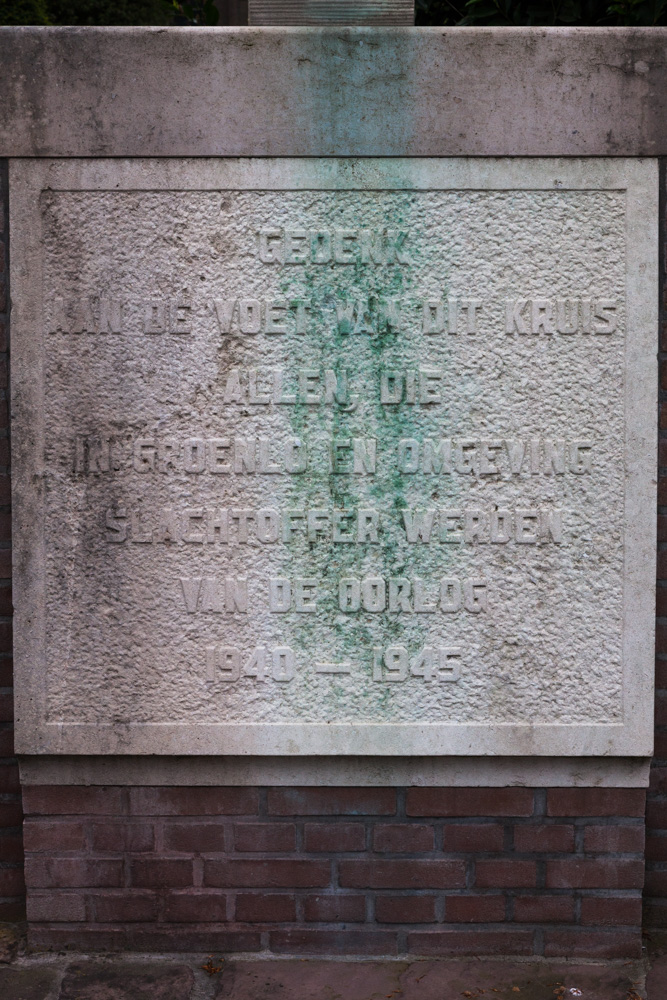 GEDENK
AAN DE VOET VAN DIT KRUIS
ALLEN, DIE
IN GROENLO EN OMGEVING
SLACHTOFFER WERDEN
VAN DE OORLOG
1940 — 1945